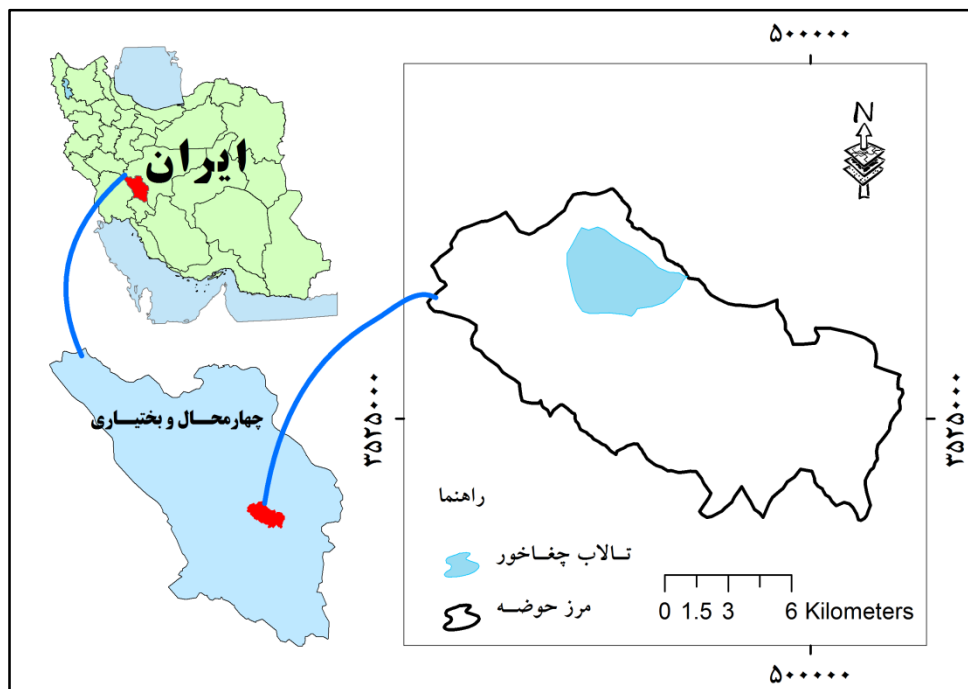 ۵۰۰۰۰۰
N
ایران
چهارمحال و بختیاری
۳۵۲۵۰۰۰
۳۵۲۵۰۰۰
راهنما
تالاب چغاخور
مرز حوضه
0 1.5 3 6 Kilometers
۵۰۰۰۰۰